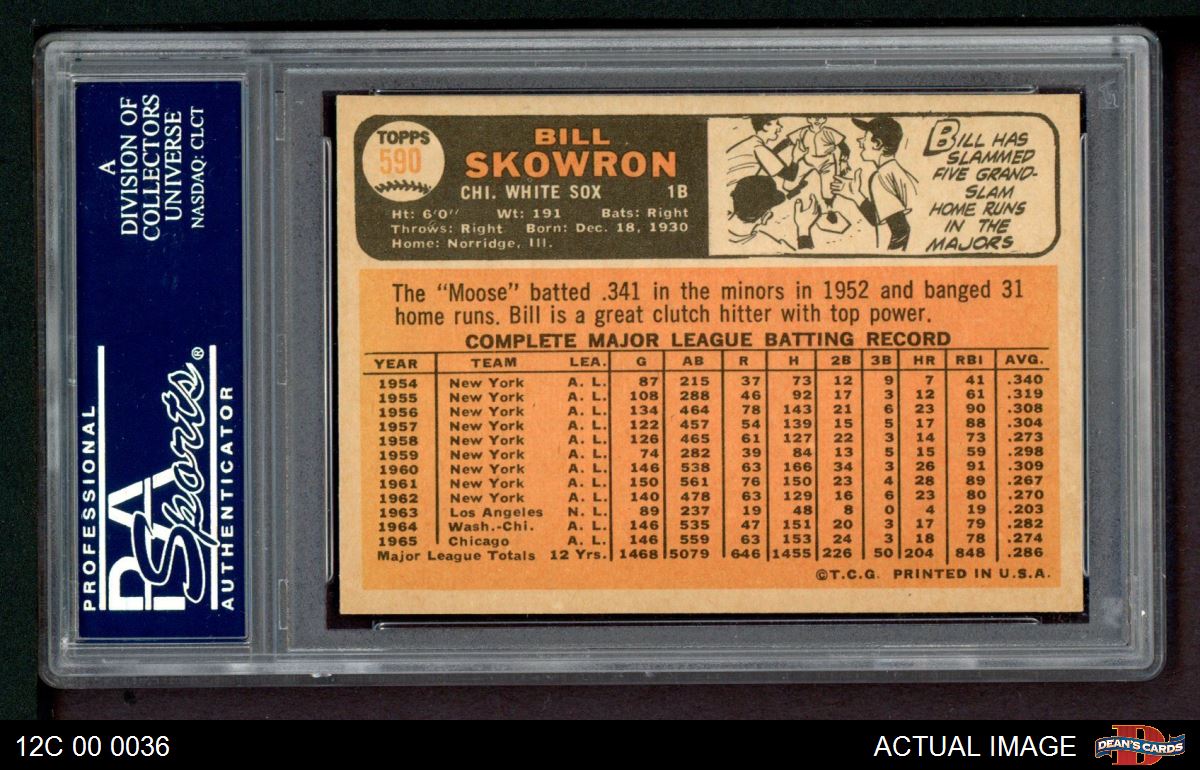 A
DIVISION OF
COLLECTORS
UNIVERSE
NASDAQ: CLCT
PROFESSIONAL
PSA
Sports®
AUTHENTICATOR
TOPPS
590
BILL
SKOWRON
CHI. WHITE SOX 1B
Ht: 6'0" Wt: 191 Bats: Right
Throws: Right Born: Dec. 18, 1930
Home: Norridge, Ill.
BILL HAS
SLAMMED
FIVE GRAND-
SLAM
HOME RUNS
IN THE
MAJORS
The "Moose" batted .341 in the minors in 1952 and banged 31
home runs. Bill is a great clutch hitter with top power.
COMPLETE MAJOR LEAGUE BATTING RECORD
YEAR TEAM LEA. G AB R H 2B 3B HR RBI AVG.
1954 New York A. L. 87 215 37 73 12 9 7 41 .340
1955 New York A. L. 108 288 46 92 17 3 12 61 .319
1956 New York A. L. 134 464 78 143 21 6 23 90 .308
1957 New York A. L. 122 457 54 139 15 5 17 88 .304
1958 New York A. L. 126 465 61 127 22 3 14 73 .273
1959 New York A. L. 74 282 39 84 13 5 15 59 .298
1960 New York A. L. 146 538 63 166 34 3 26 91 .309
1961 New York A. L. 150 561 76 150 23 4 28 89 .267
1962 New York A. L. 140 478 63 129 16 6 23 80 .270
1963 Los Angeles N. L. 89 237 19 48 8 0 4 19 .203
1964 Wash.-Chi. A. L. 146 535 47 151 20 3 17 79 .282
1965 Chicago A. L. 146 559 63 153 24 3 18 78 .274
Major League Totals 12 Yrs. 1468 5079 646 1455 226 50 204 848 .286
©T.C.G. PRINTED IN U.S.A.
12C 00 0036
ACTUAL IMAGE
DEAN'S CARDS